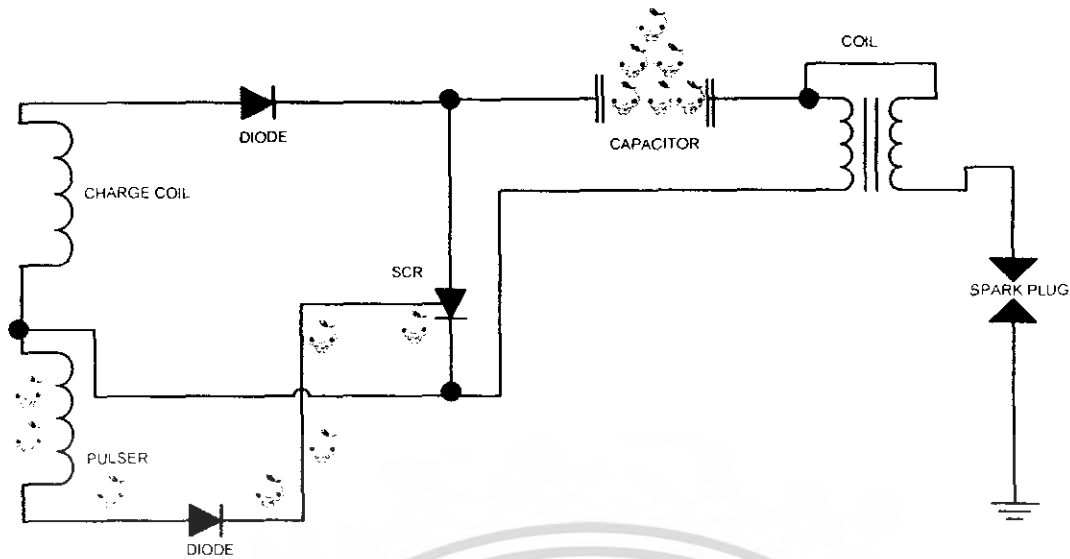 COIL
DIODE
CAPACITOR
CHARGE COIL
SCR
SPARK PLUG
PULSER
DIODE